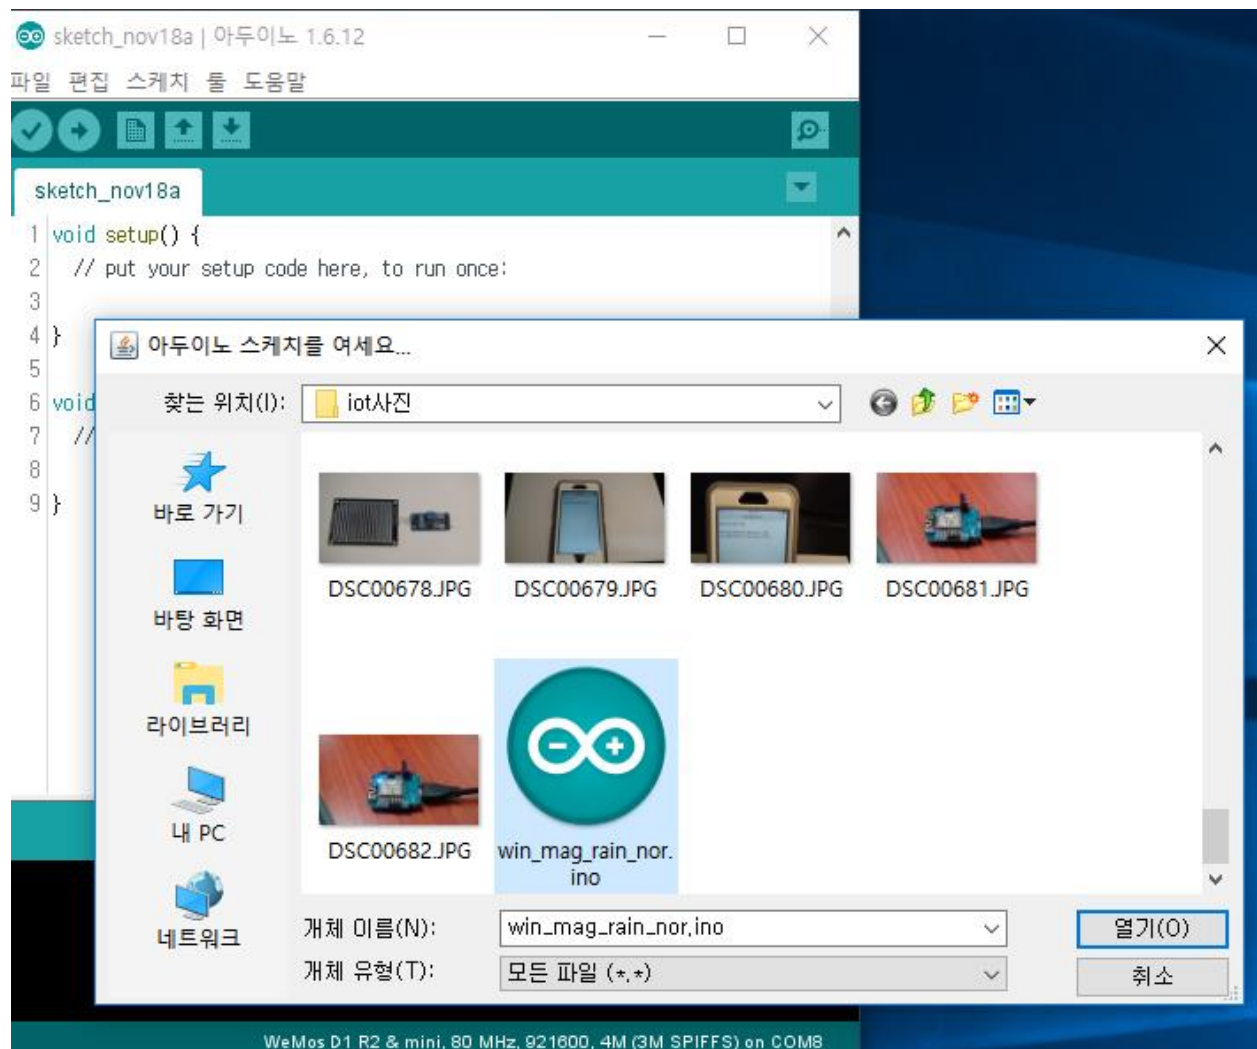 sketch_nov18a | 아두이노 1.6.12
파일 편집 스케치 툴 도움말
sketch_nov18a
1 void setup() {
2 // put your setup code here, to run once:
3
4 }
5
6 void
7 //
8
9 }
아두이노 스케치를 여세요...
찾는 위치(I): iot사진
바로 가기
바탕 화면
라이브러리
내 PC
네트워크
DSC00678.JPG DSC00679.JPG DSC00680.JPG DSC00681.JPG
DSC00682.JPG win_mag_rain_nor.
ino
개체 이름(N): win_mag_rain_nor.ino 열기(O)
개체 유형(T): 모든 파일 (*.*) 취소
WeMos D1 R2 & mini, 80 MHz, 921600, 4M (3M SPIFFS) on COM8